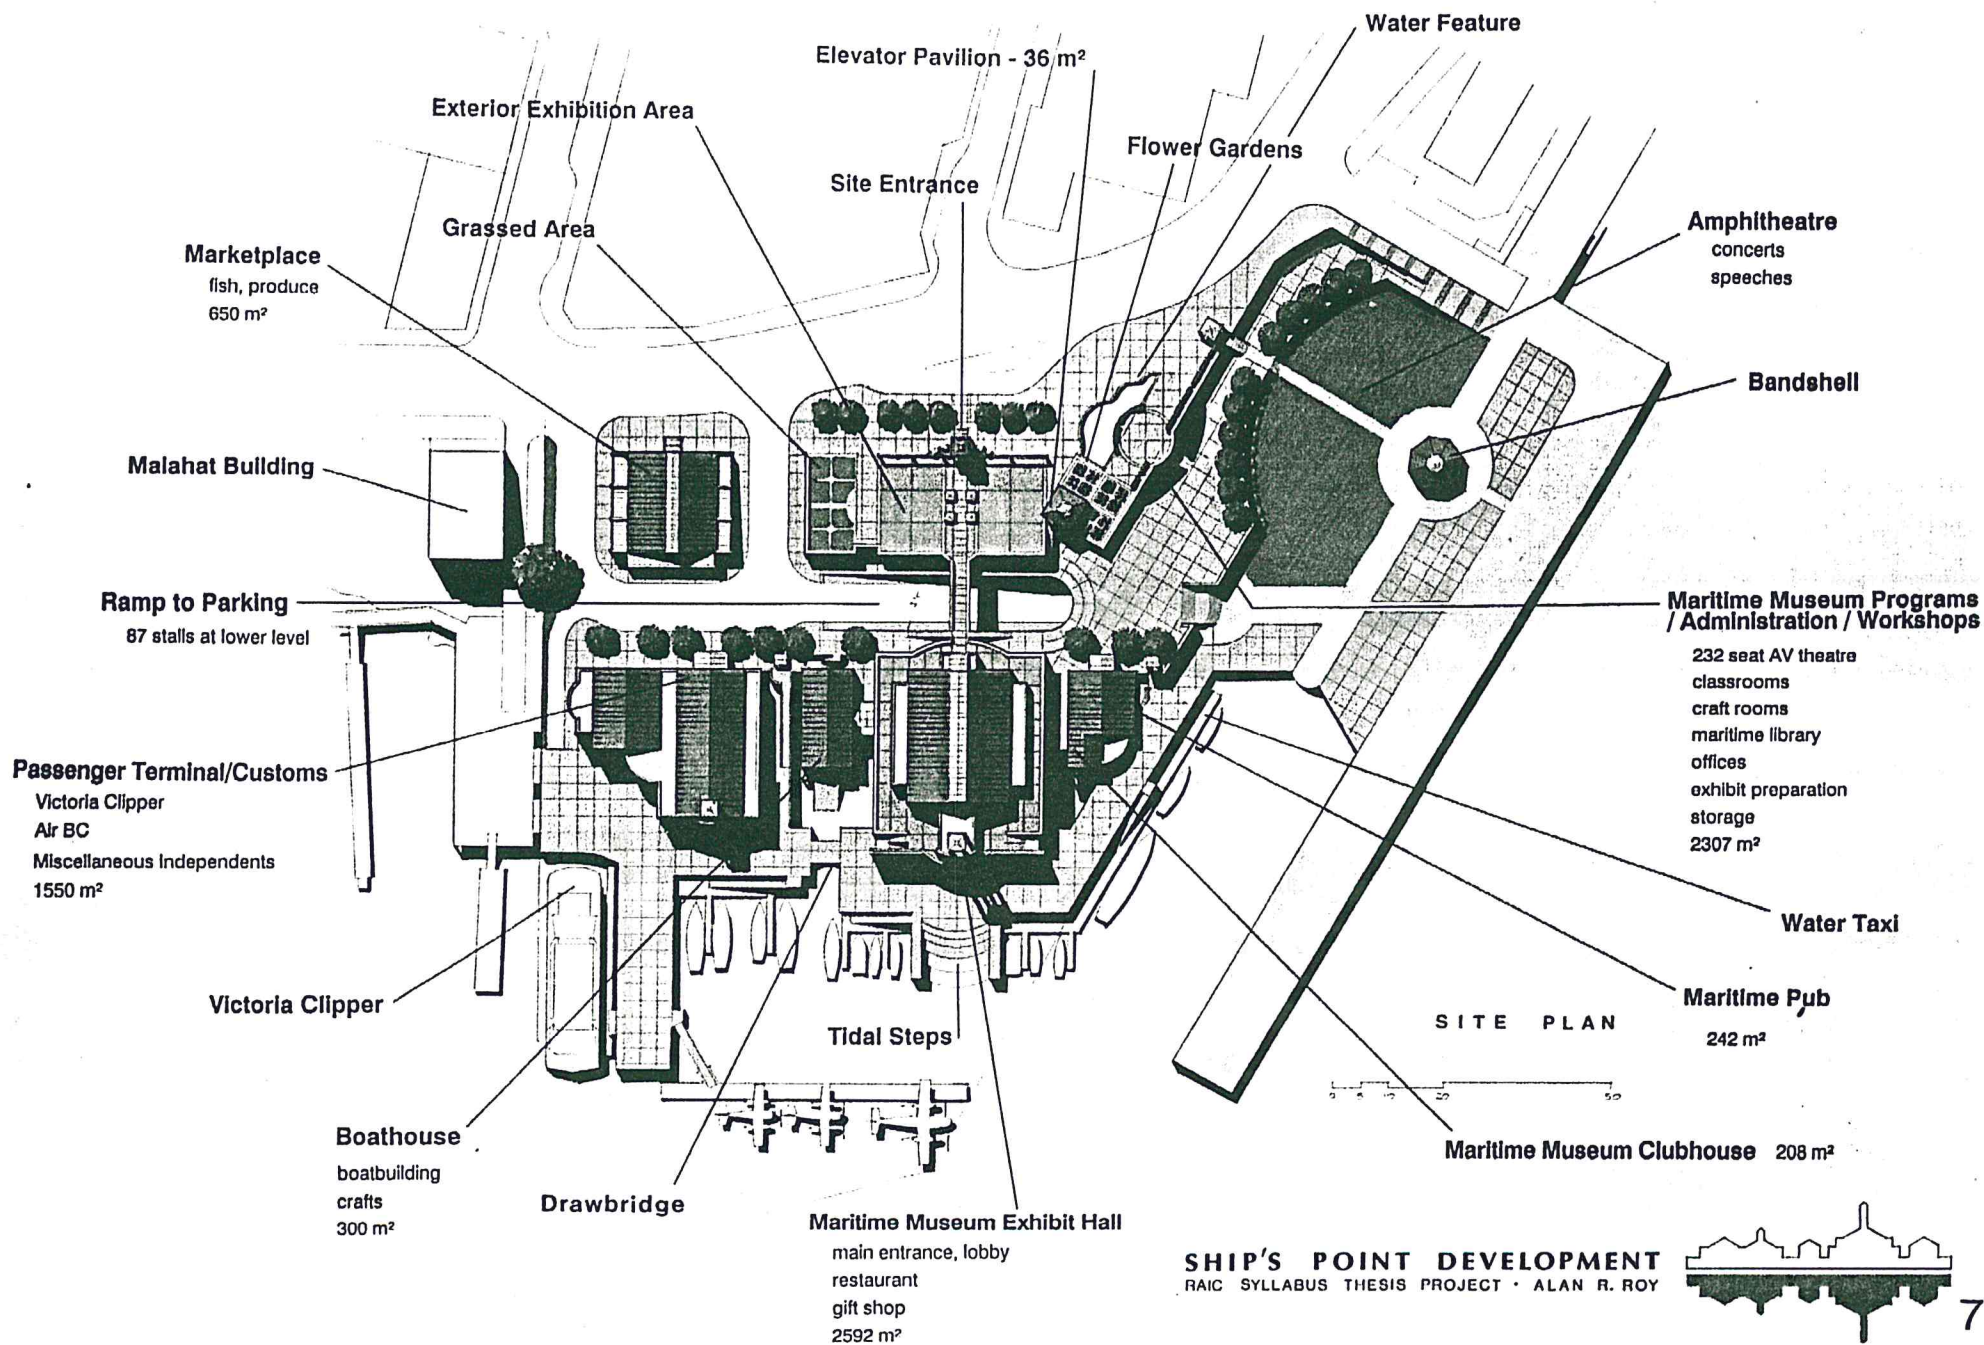 Water Feature
Elevator Pavilion - 36 m²
Exterior Exhibition Area
Flower Gardens
Site Entrance
Grassed Area
Marketplace
fish, produce
650 m²
Amphitheatre
concerts
speeches
Bandshell
Malahat Building
Ramp to Parking
87 stalls at lower level
Maritime Museum Programs
/ Administration / Workshops
232 seat AV theatre
classrooms
craft rooms
maritime library
offices
exhibit preparation
storage
2307 m²
Passenger Terminal/Customs
Victoria Clipper
Air BC
Miscellaneous Independents
1550 m²
Water Taxi
Victoria Clipper
Maritime Pub
242 m²
Tidal Steps
SITE PLAN
0 5 10 20 50
Boathouse
boatbuilding
crafts
300 m²
Drawbridge
Maritime Museum Clubhouse 208 m²
Maritime Museum Exhibit Hall
main entrance, lobby
restaurant
gift shop
2592 m²
SHIP'S POINT DEVELOPMENT
RAIC SYLLABUS THESIS PROJECT · ALAN R. ROY
7